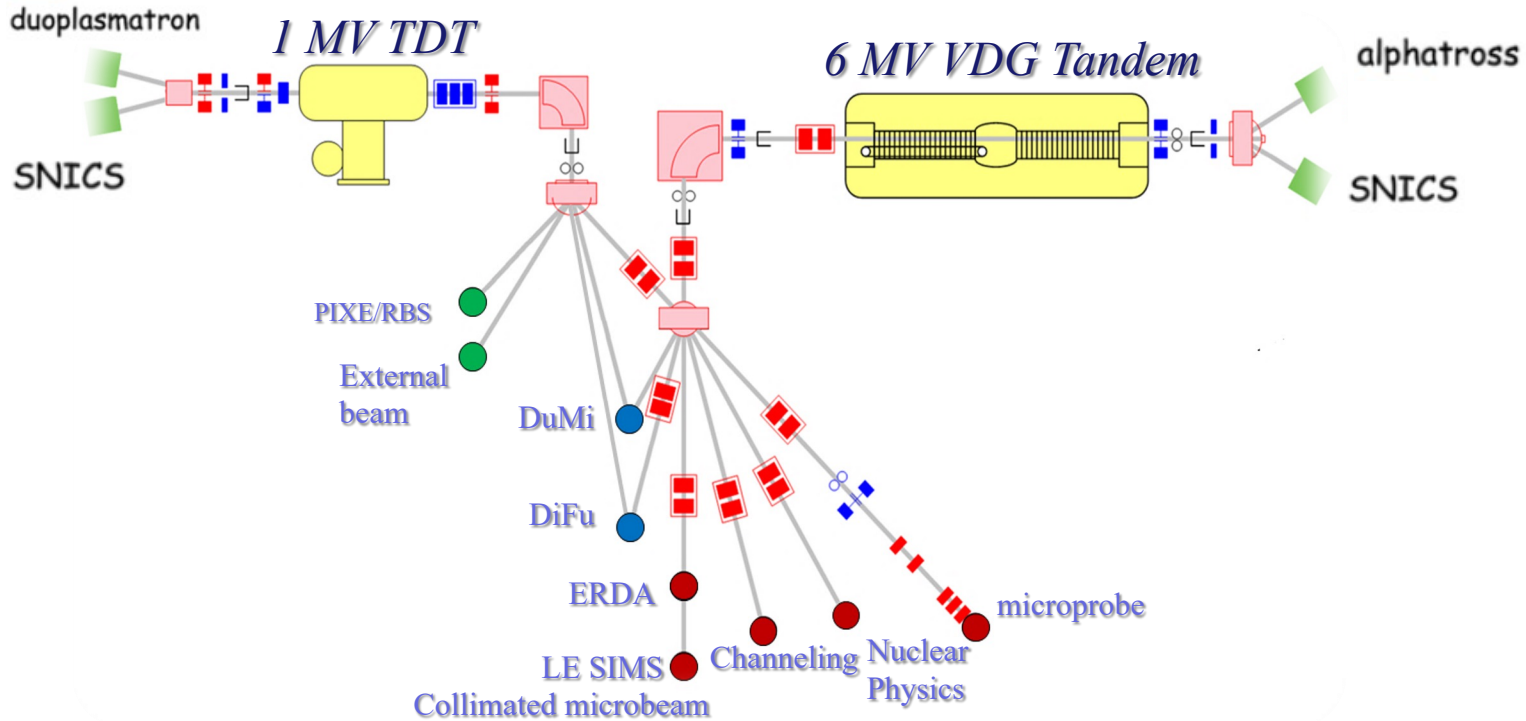 duoplasmatron
1 MV TDT
6 MV VDG Tandem
alphatross
SNICS
SNICS
PIXE/RBS
External
beam
DuMi
DiFu
ERDA
microprobe
LE SIMS
Collimated microbeam
Channeling
Nuclear
Physics